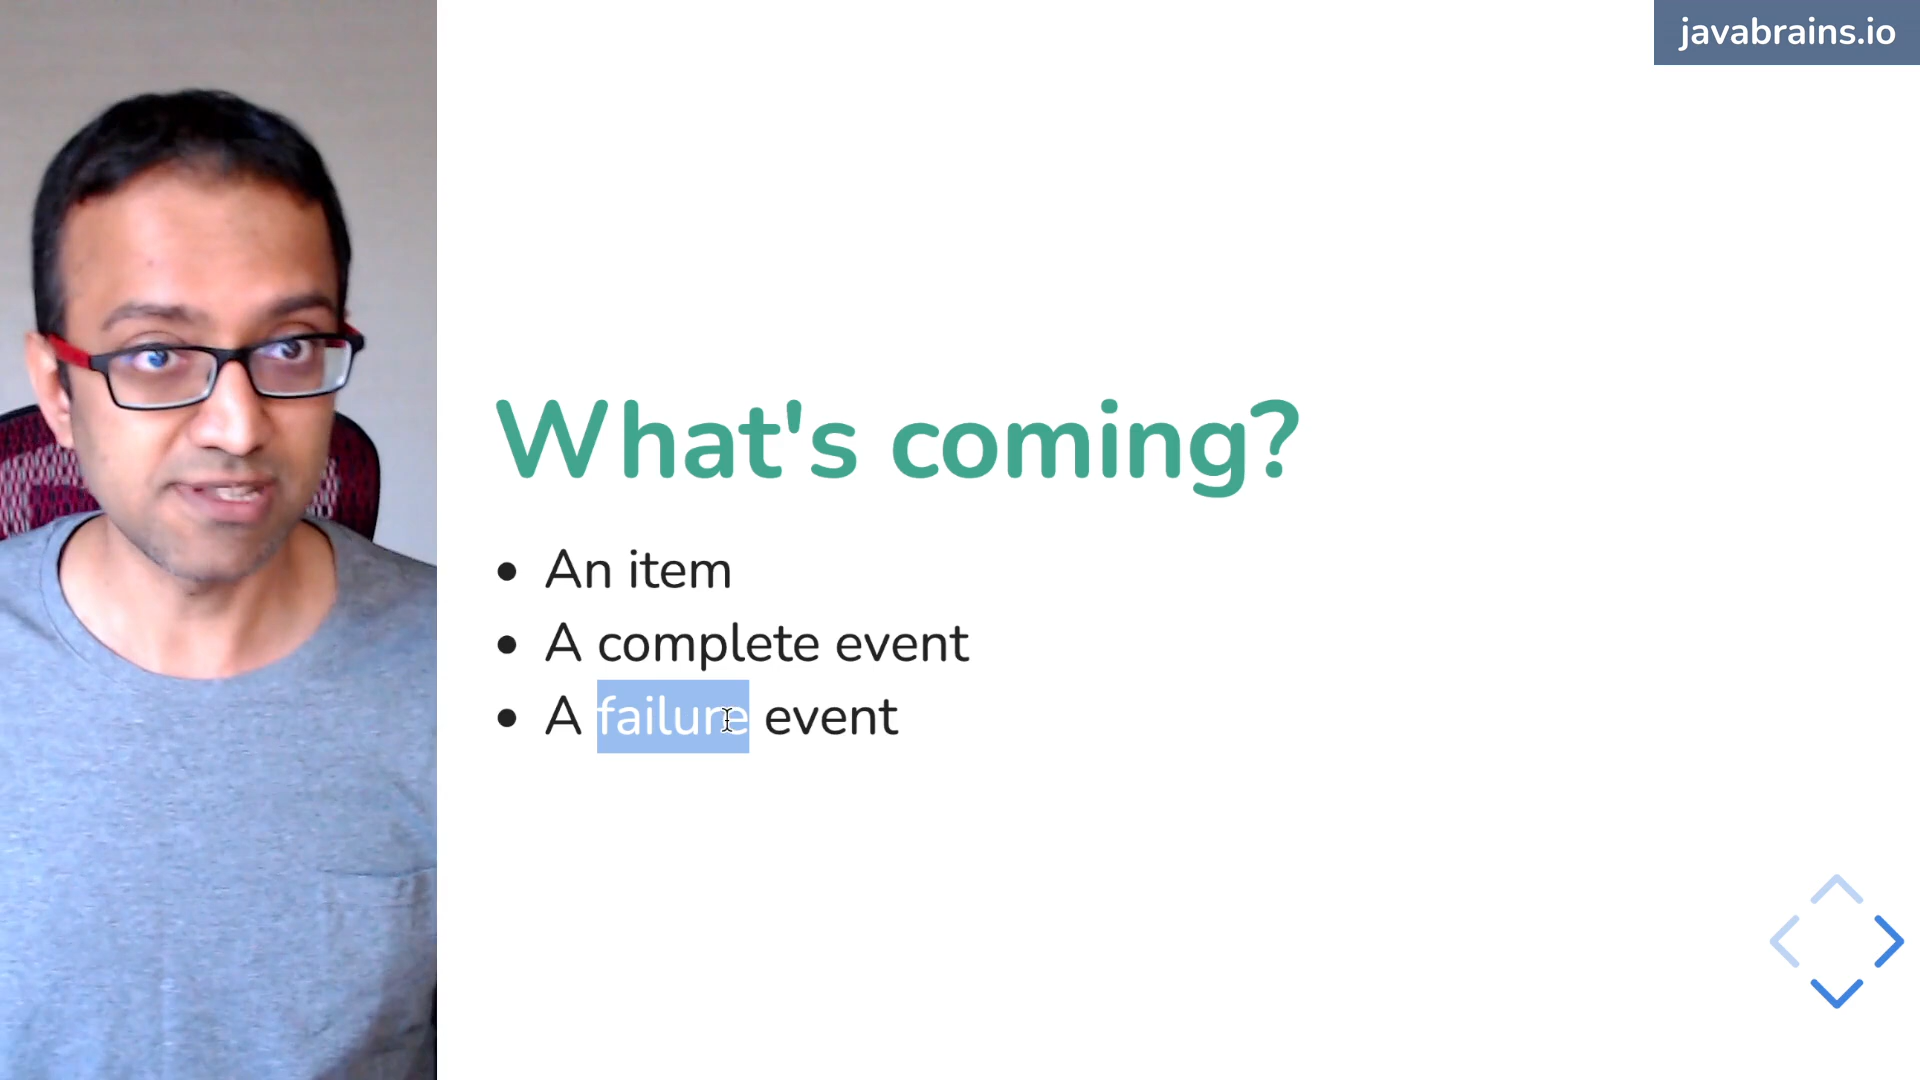 javabrains.io
What's coming?
• An item
• A complete event
• A failure event